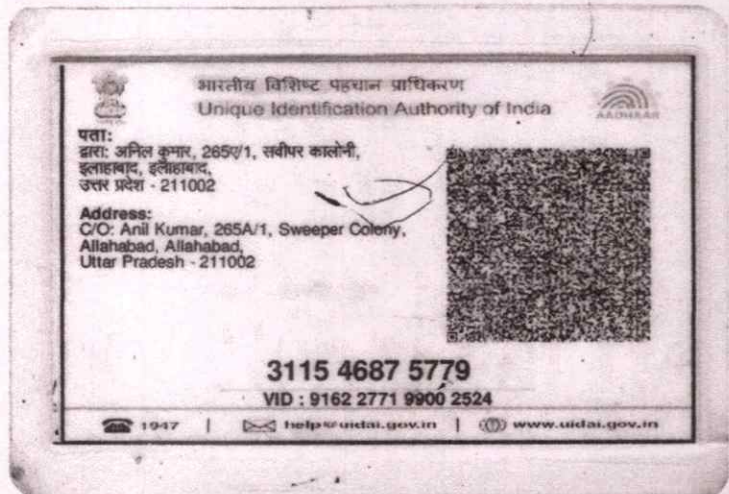 भारतीय विशिष्ट पहचान प्राधिकरण
Unique Identification Authority of India
AADHAAR
पता:
द्वारा: अनिल कुमार, 265ए/1, सवीपर कालोनी,
इलाहाबाद, इलाहाबाद,
उत्तर प्रदेश - 211002
Address:
C/O: Anil Kumar, 265A/1, Sweeper Colony,
Allahabad, Allahabad,
Uttar Pradesh - 211002
3115 4687 5779
VID : 9162 2771 9900 2524
1947 | help@uidai.gov.in | www.uidai.gov.in